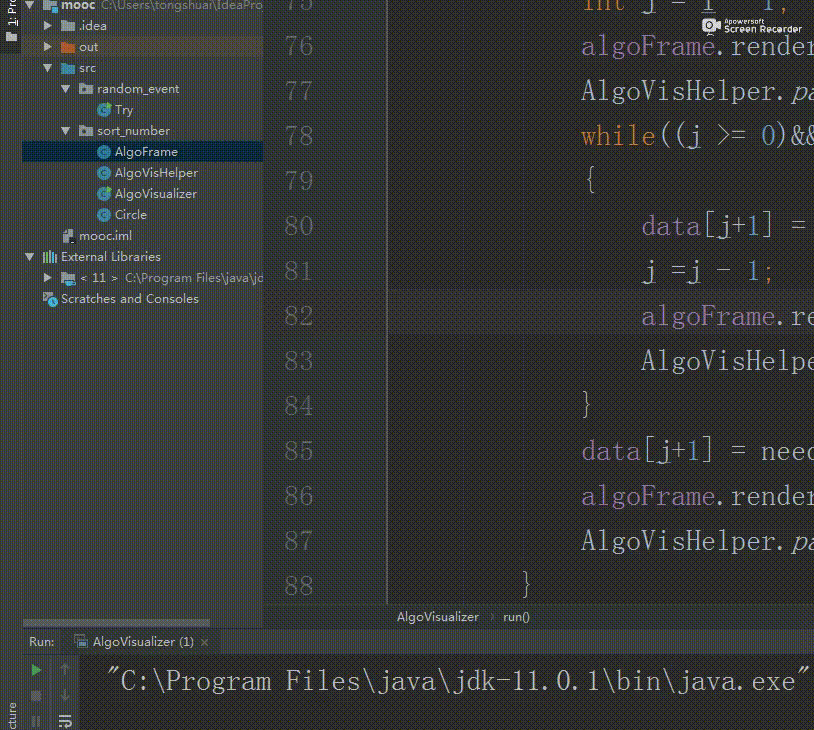 1: Pr
mooc C:\Users\tongshuai\IdeaPro
.idea
out
src
random_event
Try
sort_number
AlgoFrame
AlgoVisHelper
AlgoVisualizer
Circle
mooc.iml
External Libraries
< 11 > C:\Program Files\java\jd
Scratches and Consoles
Apowersoft
Screen Recorder
75 int j = i - 1;
76 algoFrame.render
77 AlgoVisHelper.pa
78 while((j >= 0)&&
79 {
80 data[j+1] =
81 j =j - 1;
82 algoFrame.re
83 AlgoVisHelpe
84 }
85 data[j+1] = need
86 algoFrame.render
87 AlgoVisHelper.pa
88 }
AlgoVisualizer run()
Run: AlgoVisualizer (1) ×
"C:\Program Files\java\jdk-11.0.1\bin\java.exe"
cture